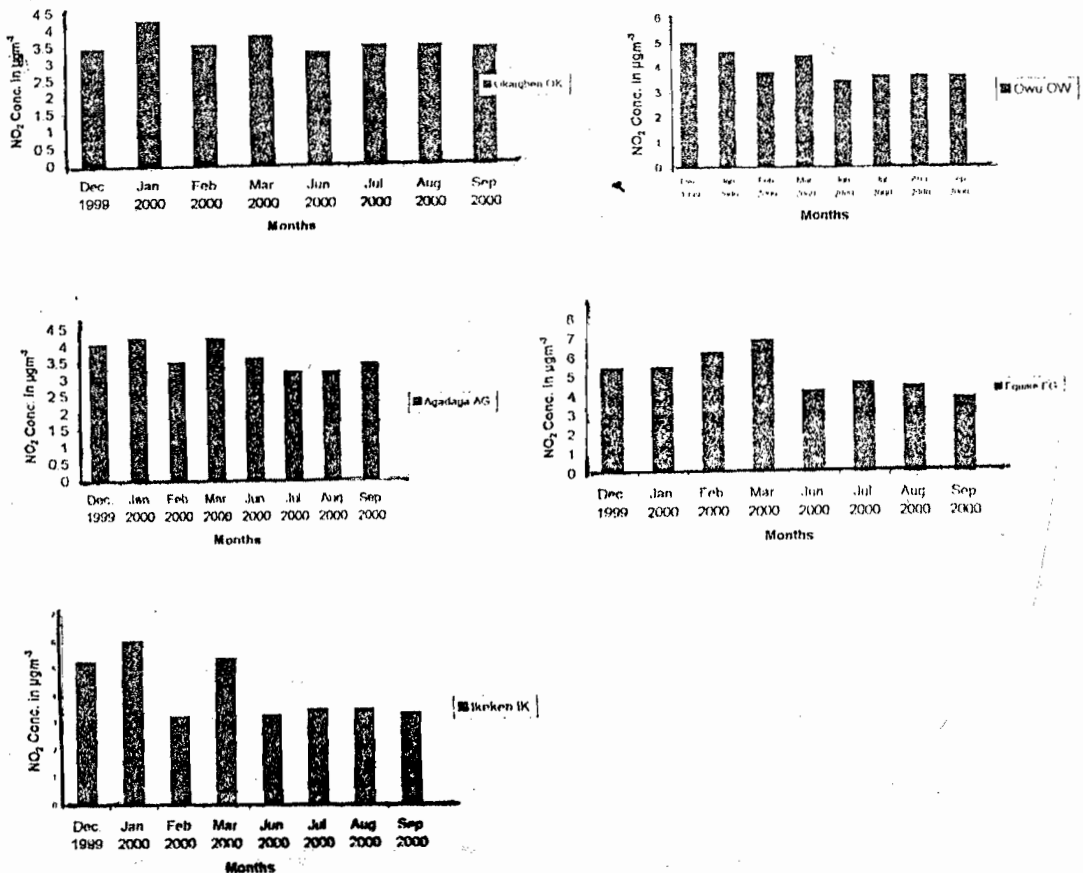 NO2 Conc. in µgm-3
4 5
4
3.5
3
2.5
2
1.5
1
0 5
0
Dec Jan Feb Mar Jun Jul Aug Sep
1999 2000 2000 2000 2000 2000 2000 2000
Months
OK
NO2 Conc. in µgm-3
6
5
4
3
2
1
0
Months
Owu OW
NO2 Conc. in µgm-3
4 5
4
3.5
3
2.5
2
1.5
1
0.5
0
Dec. Jan Feb Mar Jun Jul Aug Sep
1999 2000 2000 2000 2000 2000 2000 2000
Months
Agadaga AG
NO2 Conc. in µgm-3
8
7
6
5
4
3
2
1
0
Dec Jan Feb Mar Jun Jul Aug Sep
1999 2000 2000 2000 2000 2000 2000 2000
Months
NO2 Conc. in µgm-3
Dec. Jan Feb Mar Jun Jul Aug Sep
1999 2000 2000 2000 2000 2000 2000 2000
Months
Ikeken IK